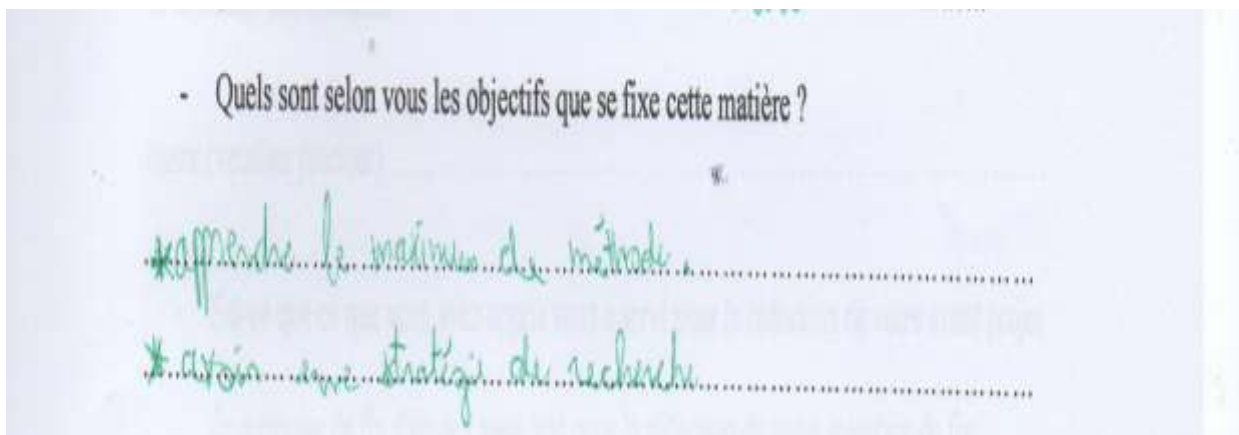 - Quels sont selon vous les objectifs que se fixe cette matière ?
*apprendre le maximum de méthode.
* avoir une stratégie de recherche